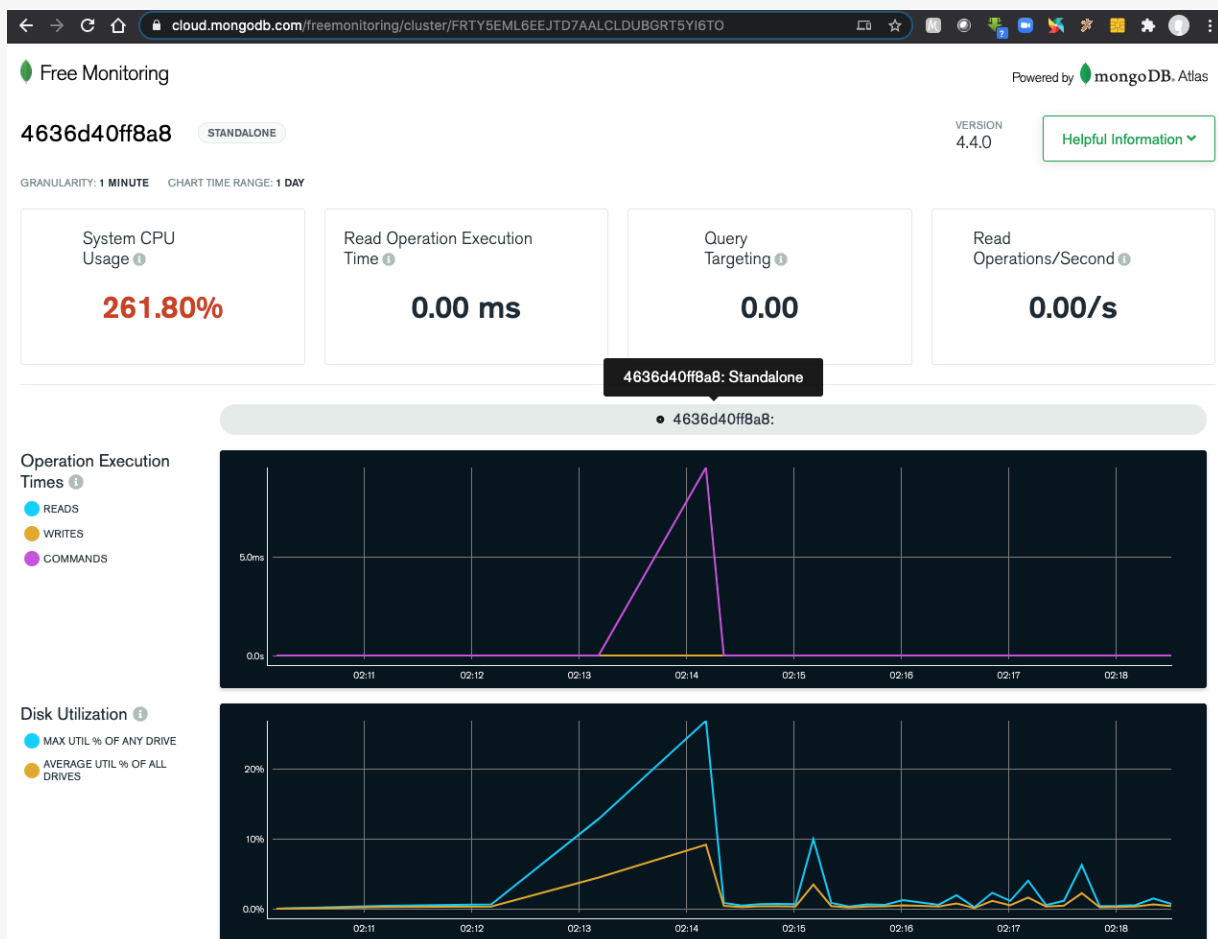 cloud.mongodb.com/freemonitoring/cluster/FRTY5EML6EEJTD7AALCLDUBGRT5YI6TO
Free Monitoring
Powered by mongoDB. Atlas
4636d40ff8a8
STANDALONE
VERSION
4.4.0
Helpful Information
GRANULARITY: 1 MINUTE
CHART TIME RANGE: 1 DAY
System CPU
Usage
261.80%
Read Operation Execution
Time
0.00 ms
Query
Targeting
0.00
Read
Operations/Second
0.00/s
4636d40ff8a8: Standalone
4636d40ff8a8:
Operation Execution
Times
READS
WRITES
COMMANDS
5.0ms
0.0s
02:11 02:12 02:13 02:14 02:15 02:16 02:17 02:18
Disk Utilization
MAX UTIL % OF ANY DRIVE
AVERAGE UTIL % OF ALL
DRIVES
20%
10%
0.0%
02:11 02:12 02:13 02:14 02:15 02:16 02:17 02:18